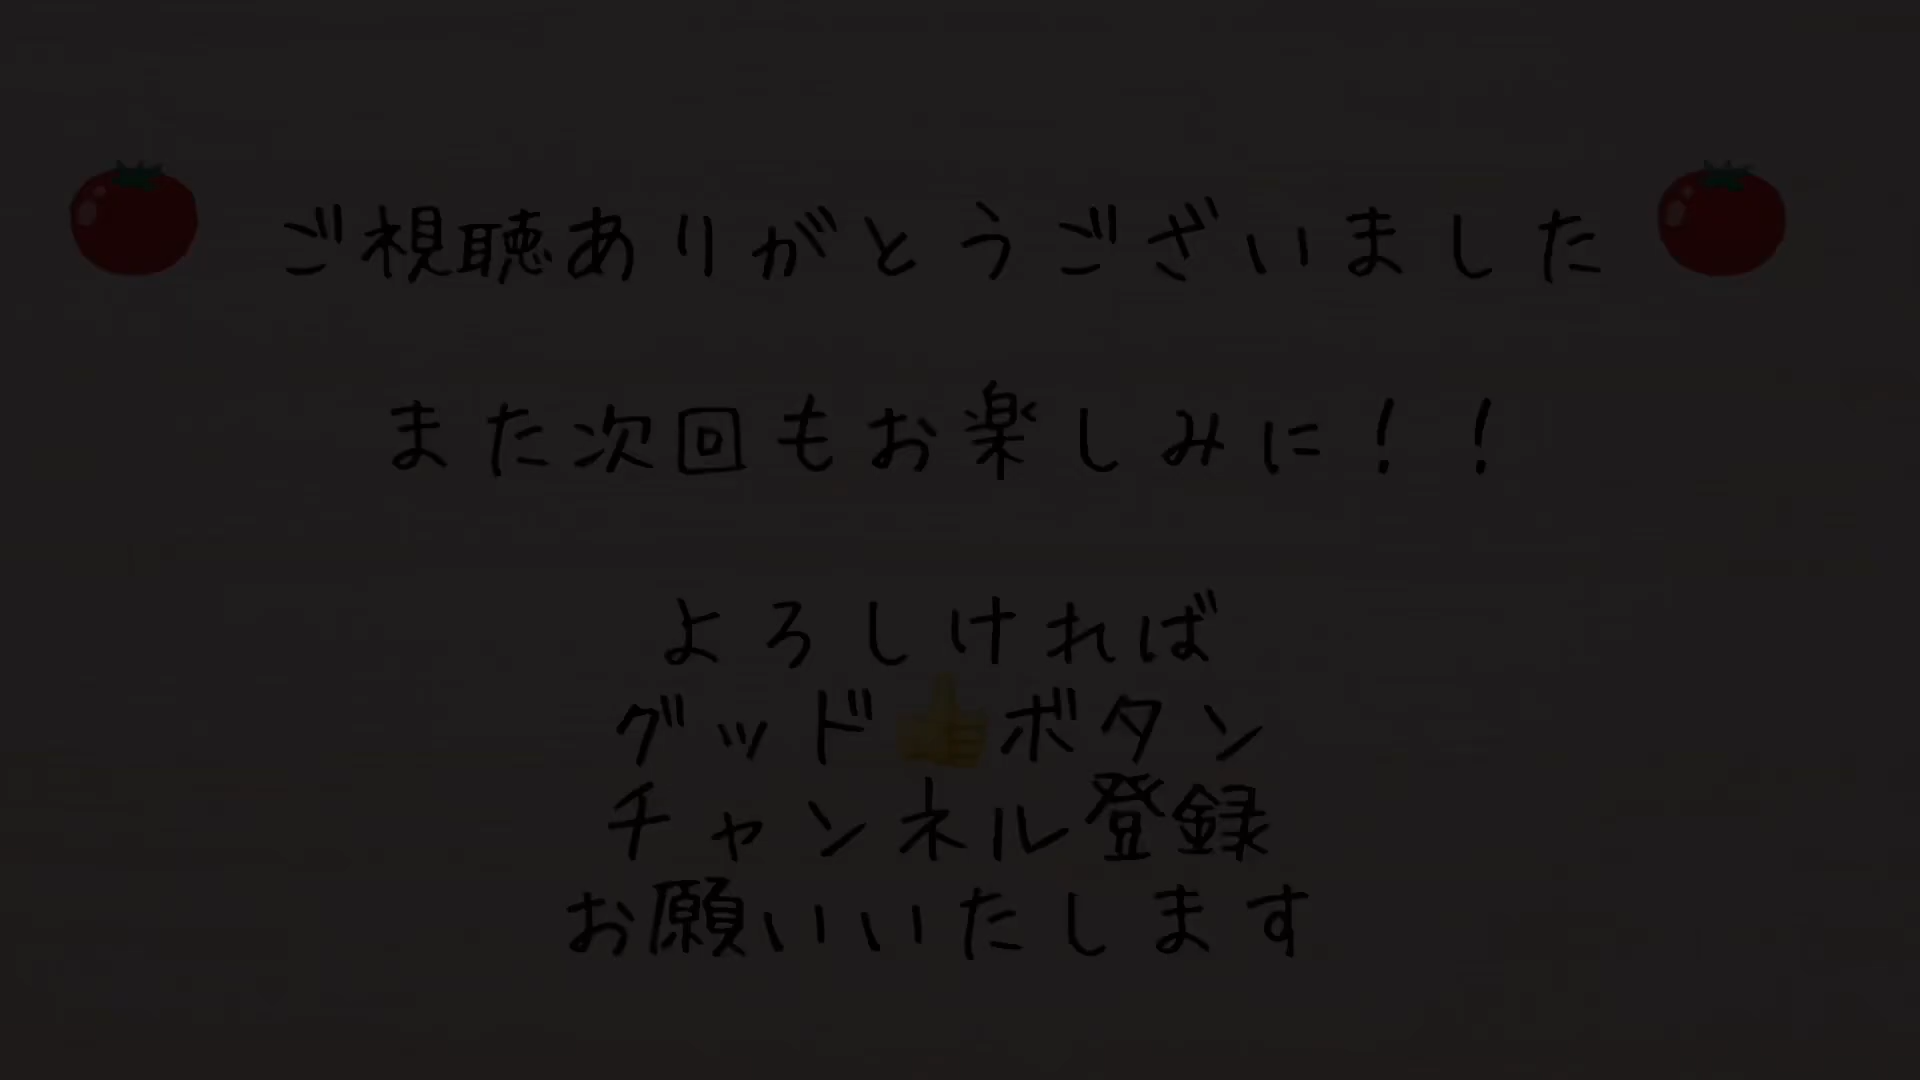 🍅ご視聴ありがとうございました🍅
また次回もお楽しみに！！
よろしければ
グッド👍ボタン
チャンネル登録
お願いいたします